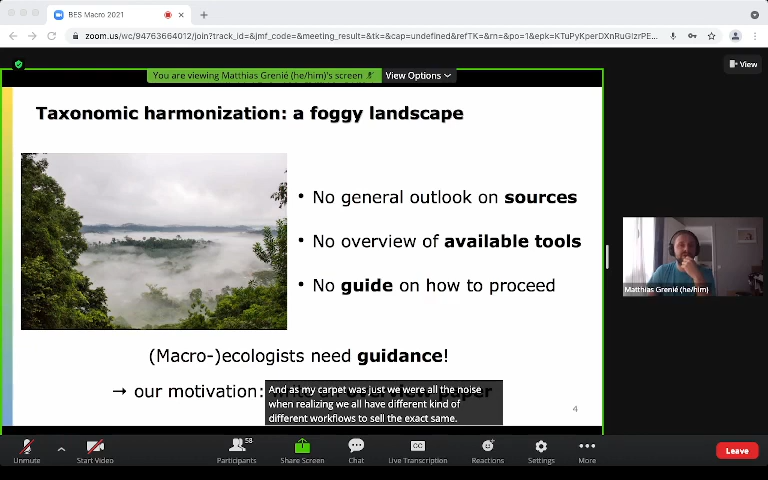 BES Macro 2021
zoom.us/wc/94763664012/join?track_id=&jmf_code=&meeting_result=&tk=&cap=undefined&refTK=&rn=&po=1&epk=KTuPyKperDXnRuGlzrPE...
You are viewing Matthias Grenié (he/him)'s screen
View Options
View
Taxonomic harmonization: a foggy landscape
• No general outlook on sources
• No overview of available tools
• No guide on how to proceed
Matthias Grenié (he/him)
(Macro-)ecologists need guidance!
→ our motivation:
And as my carpet was just we were all the noise
when realizing we all have different kind of
different workflows to sell the exact same.
4
Unmute
Start Video
58
Participants
Share Screen
Chat
CC
Live Transcription
Reactions
Settings
More
Leave